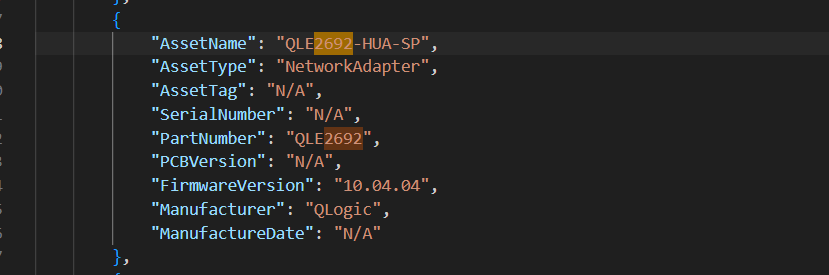 },
{
"AssetName": "QLE2692-HUA-SP",
"AssetType": "NetworkAdapter",
"AssetTag": "N/A",
"SerialNumber": "N/A",
"PartNumber": "QLE2692",
"PCBVersion": "N/A",
"FirmwareVersion": "10.04.04",
"Manufacturer": "QLogic",
"ManufactureDate": "N/A"
},